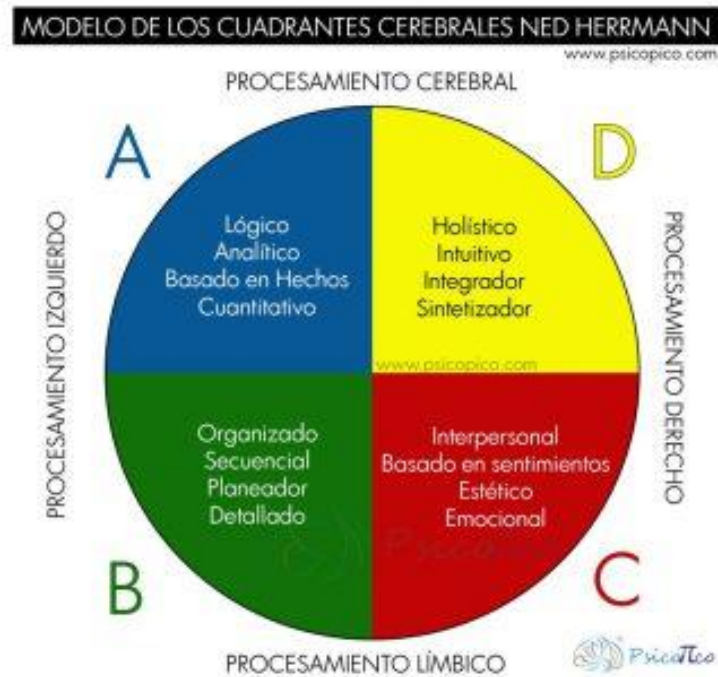 MODELO DE LOS CUADRANTES CEREBRALES NED HERRMANN
www.psicopico.com
PROCESAMIENTO CEREBRAL
A
D
PROCESAMIENTO IZQUIERDO
Lógico
Analítico
Basado en Hechos
Cuantitativo
Holístico
Intuitivo
Integrador
Sintetizador
PROCESAMIENTO DERECHO
www.psicopico.com
Organizado
Secuencial
Planeador
Detallado
Interpersonal
Basado en sentimientos
Estético
Emocional
B
C
PROCESAMIENTO LÍMBICO
Psicoπco